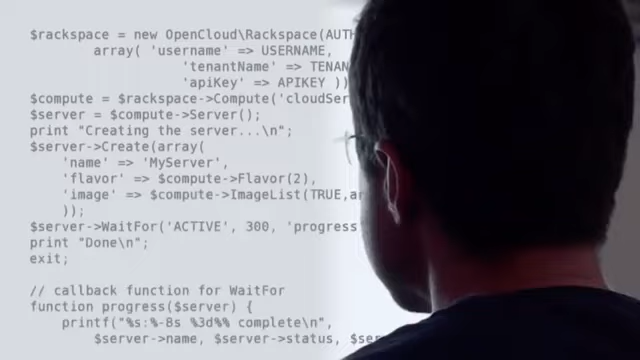 $rackspace = new OpenCloud\Rackspace(AUTH
array( 'username' => USERNAME,
'tenantName' => TENAN
'apiKey' => APIKEY ))
$compute = $rackspace->Compute('cloudSer
$server = $compute->Server();
print "Creating the server...\n";
$server->Create(array(
'name' => 'MyServer',
'flavor' => $compute->Flavor(2),
'image' => $compute->ImageList(TRUE,ar
));
$server->WaitFor('ACTIVE', 300, 'progress'
print "Done\n";
exit;
// callback function for WaitFor
function progress($server) {
printf("%s:%-8s %3d%% complete\n",
$server->name, $server->status, $ser